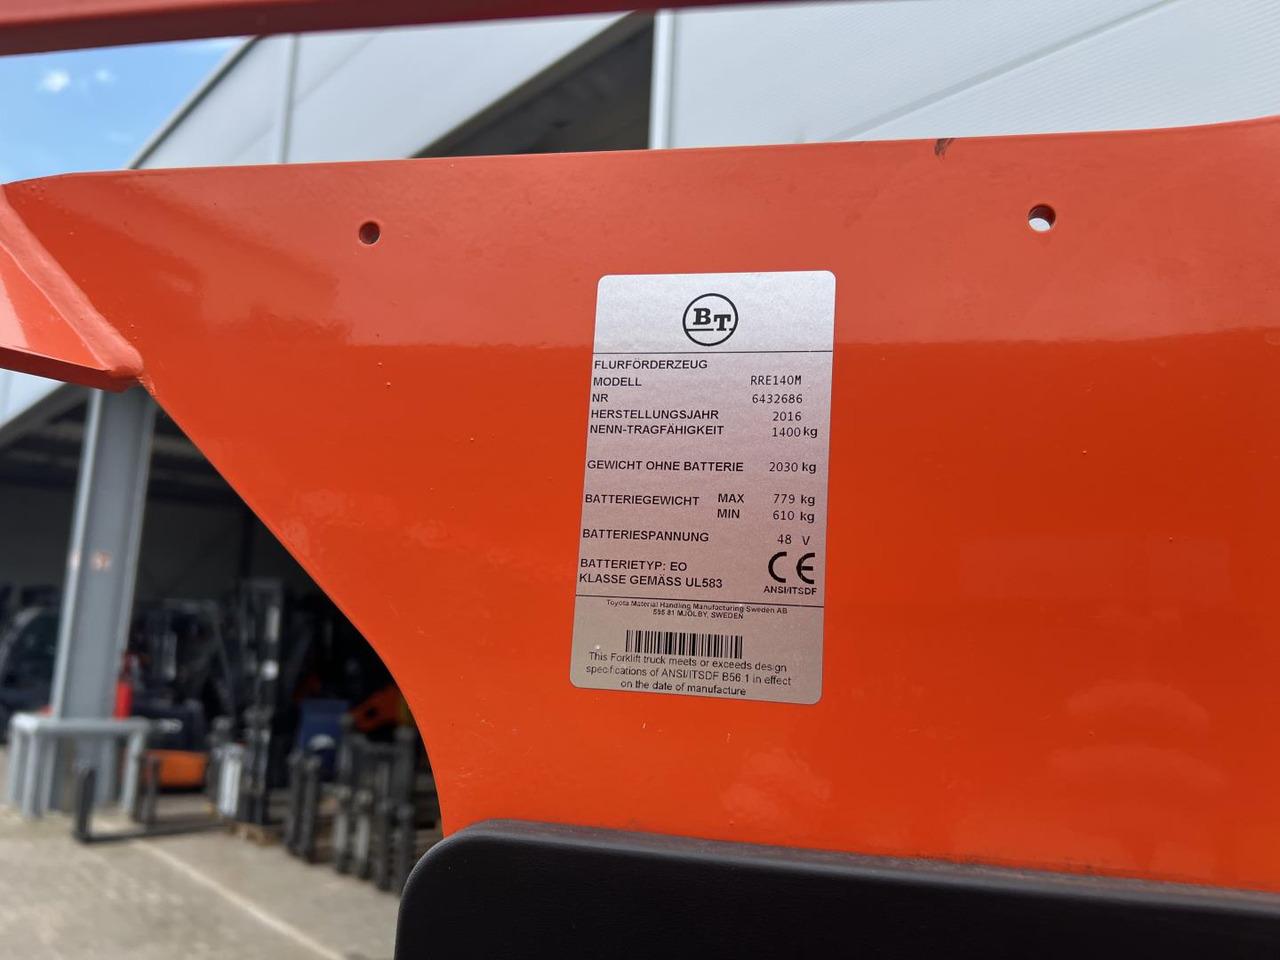 BT
FLURFÖRDERZEUG
MODELL RRE140M
NR 6432686
HERSTELLUNGSJAHR 2016
NENN-TRAGFÄHIGKEIT 1400 kg
GEWICHT OHNE BATTERIE 2030 kg
BATTERIEGEWICHT MAX 779 kg
MIN 610 kg
BATTERIESPANNUNG 48 V
BATTERIETYP: EO
KLASSE GEMÄSS UL583
CE
ANSI/ITSDF
Toyota Material Handling Manufacturing Sweden AB
595 81 MJÖLBY, SWEDEN
This Forklift truck meets or exceeds design
specifications of ANSI/ITSDF B56.1 in effect
on the date of manufacture